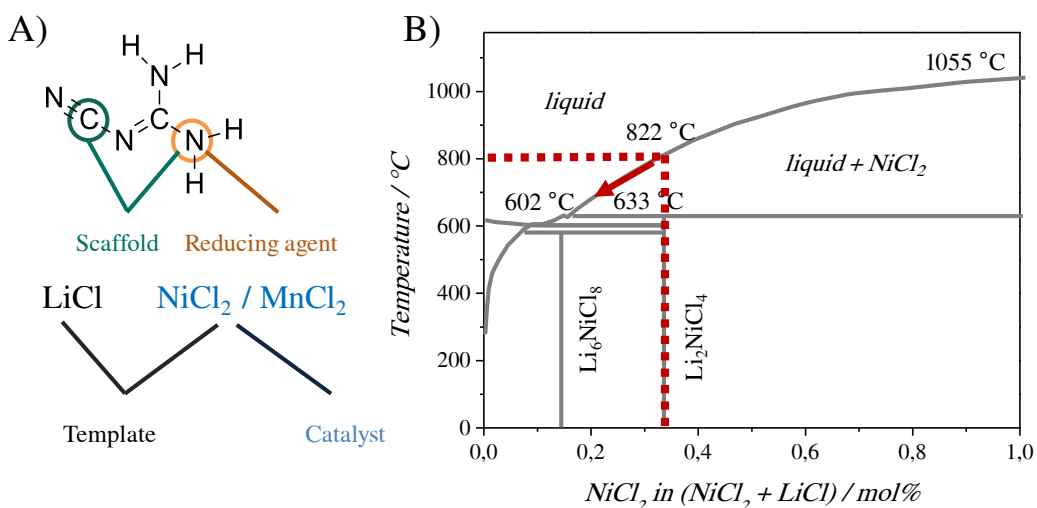 A)
H
H
N
N
C
N
C
N
H
H
Scaffold
Reducing agent
LiCl
NiCl₂ / MnCl₂
Template
Catalyst
B)
Temperature / °C
1000
800
600
400
200
0
liquid
1055 °C
822 °C
liquid + NiCl₂
602 °C
633 °C
Li₆NiCl₈
Li₂NiCl₄
0,0
0,2
0,4
0,6
0,8
1,0
NiCl₂ in (NiCl₂ + LiCl) / mol%